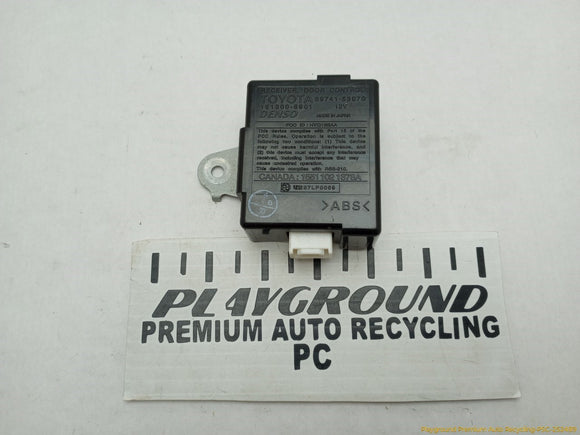 RECEIVER, DOOR CONTROL
TOYOTA 89741-53070
12V
DENSO MADE IN JAPAN
This device complies with Part 15 of the
FCC Rules. Operation is subject to the
following two conditions: (1) This device
may not cause harmful interference, and
(2) this device must accept any interference
received, including interference that may
cause undesired operation.
This device complies with RSS-210.
CANADA:
>ABS<
PL4YGROUND
PREMIUM AUTO RECYCLING
PC